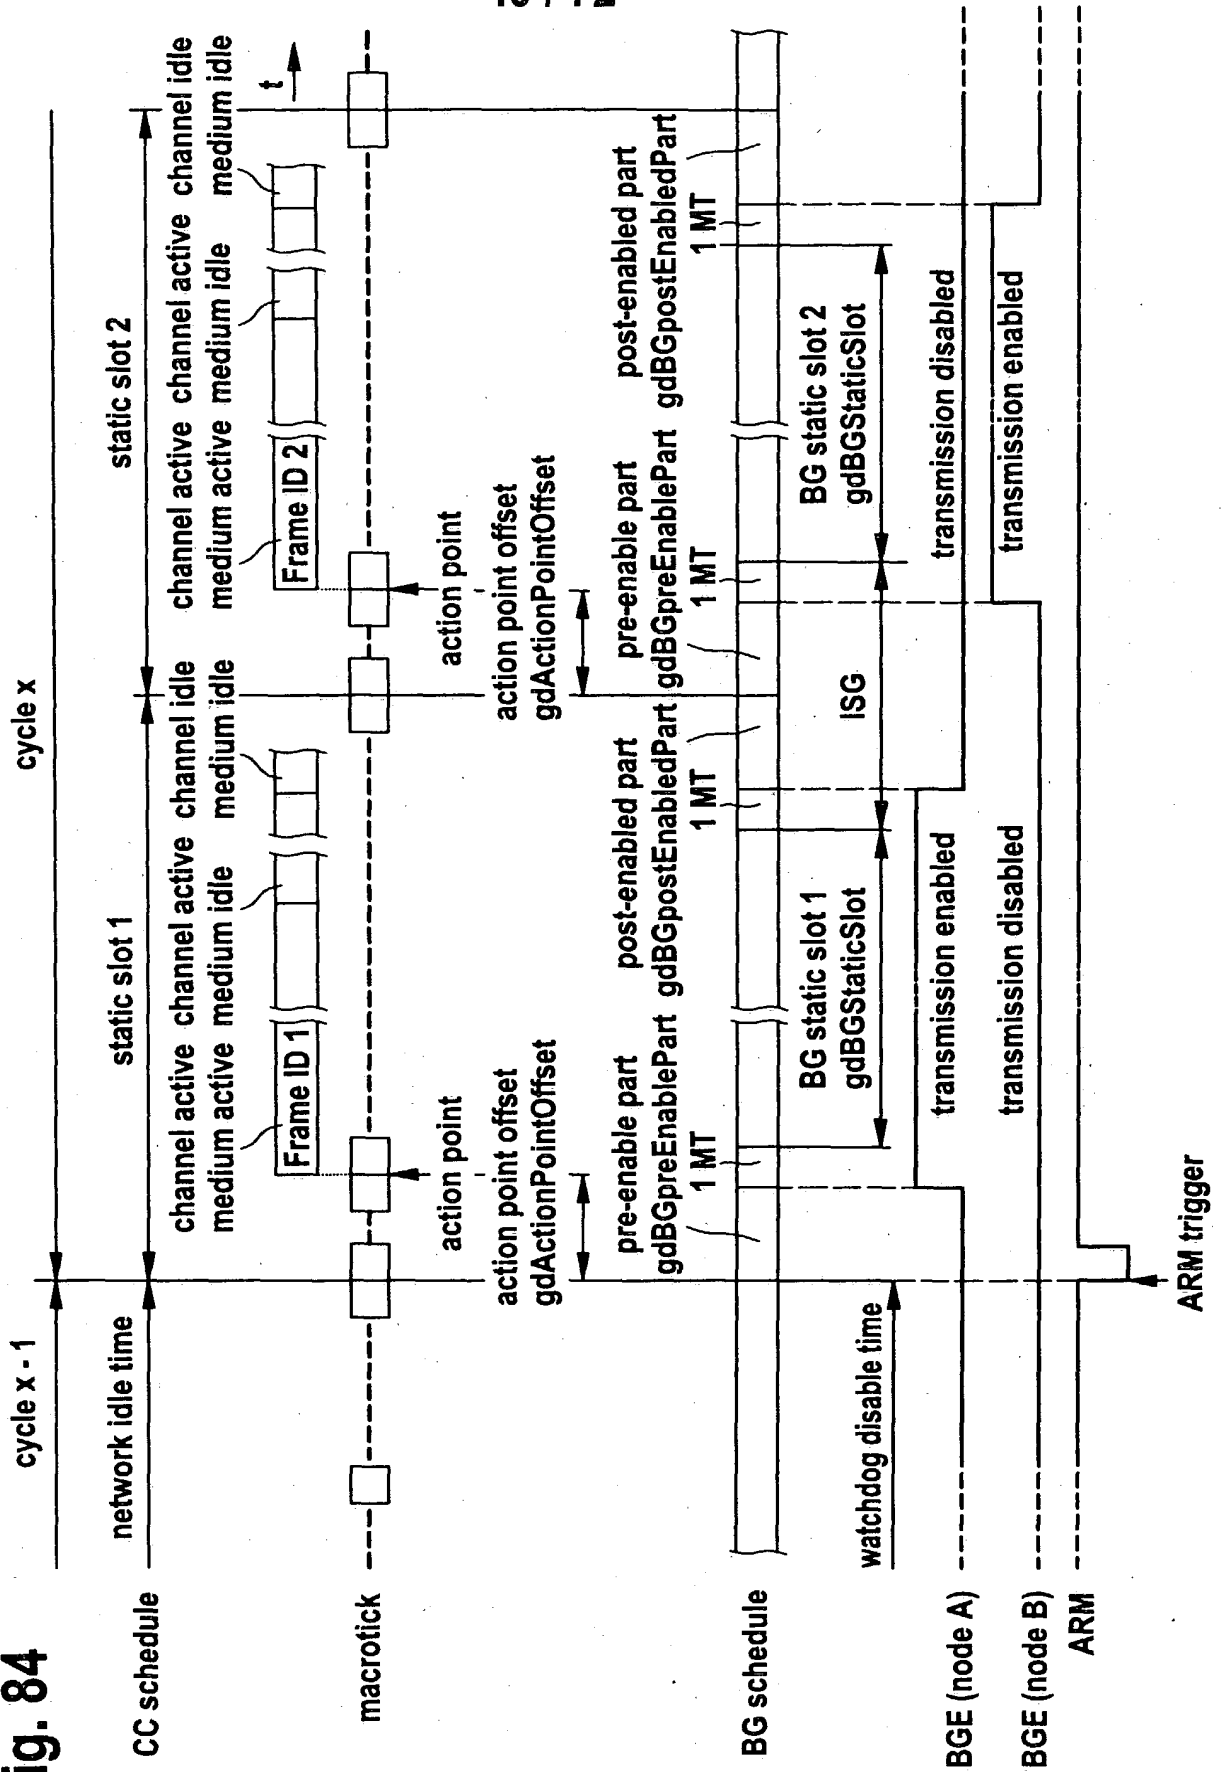 ig. 84
cycle x - 1
cycle x
CC schedule
network idle time
static slot 1
static slot 2
channel active channel active channel idle
medium active medium idle medium idle
channel active channel active channel idle
medium active medium idle medium idle
Frame ID 1
Frame ID 2
t
macrotick
action point
action point
action point offset
gdActionPointOffset
action point offset
gdActionPointOffset
pre-enable part
gdBGpreEnablePart
1 MT
post-enabled part
gdBGpostEnabledPart
1 MT
pre-enable part
gdBGpreEnablePart
1 MT
post-enabled part
gdBGpostEnabledPart
1 MT
BG schedule
BG static slot 1
gdBGStaticSlot
ISG
BG static slot 2
gdBGStaticSlot
watchdog disable time
BGE (node A)
transmission enabled
transmission disabled
BGE (node B)
transmission disabled
transmission enabled
ARM
ARM trigger